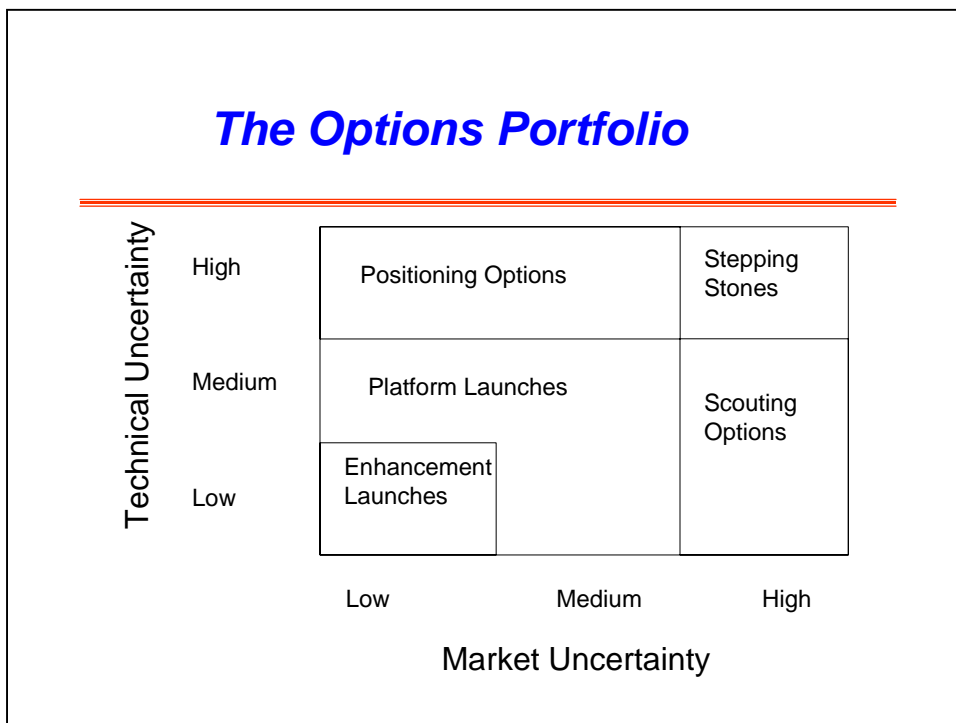 The Options Portfolio
Technical Uncertainty
High
Positioning Options
Stepping
Stones
Medium
Platform Launches
Scouting
Options
Enhancement
Launches
Low
Low
Medium
High
Market Uncertainty